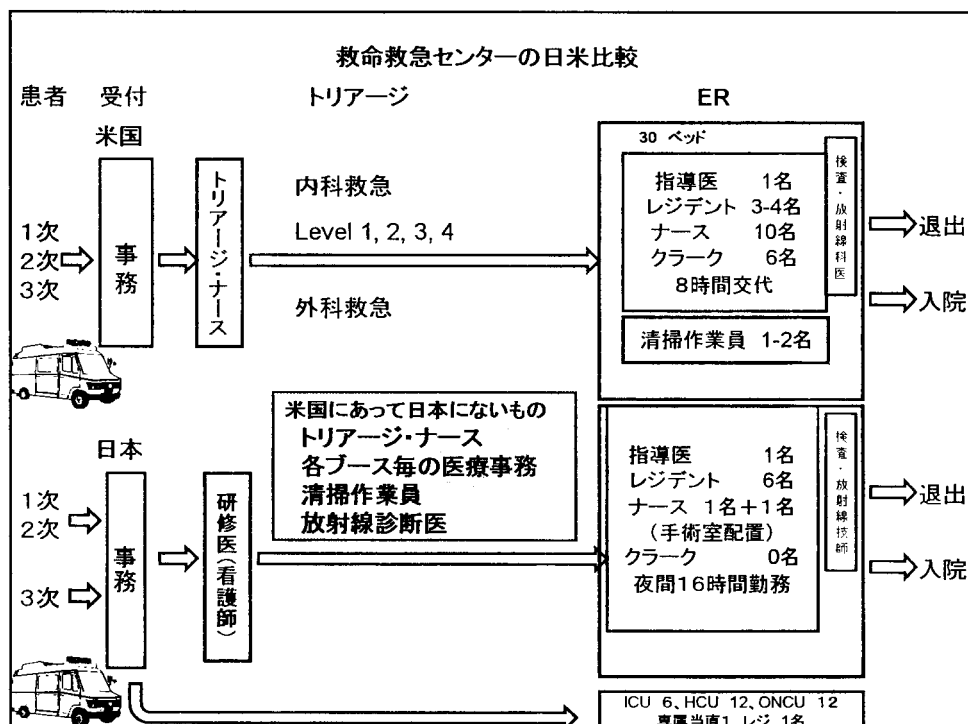 救命救急センターの日米比較
患者 受付 トリアージ ER
米国
1次
2次
3次
事務
トリアージ・ナース
内科救急
Level 1, 2, 3, 4
外科救急
30 ベッド
指導医 1名
レジデント 3-4名
ナース 10名
クラーク 6名
8時間交代
清掃作業員 1-2名
検査・放射線科医
退出
入院
米国にあって日本にないもの
トリアージ・ナース
各ブース毎の医療事務
清掃作業員
放射線診断医
日本
1次
2次
3次
事務
研修医(看護師)
指導医 1名
レジデント 6名
ナース 1名+1名
(手術室配置)
クラーク 0名
夜間16時間勤務
検査・放射線技師
退出
入院
ICU 6、HCU 12、ONCU 12
専属当直1 レジ 1名